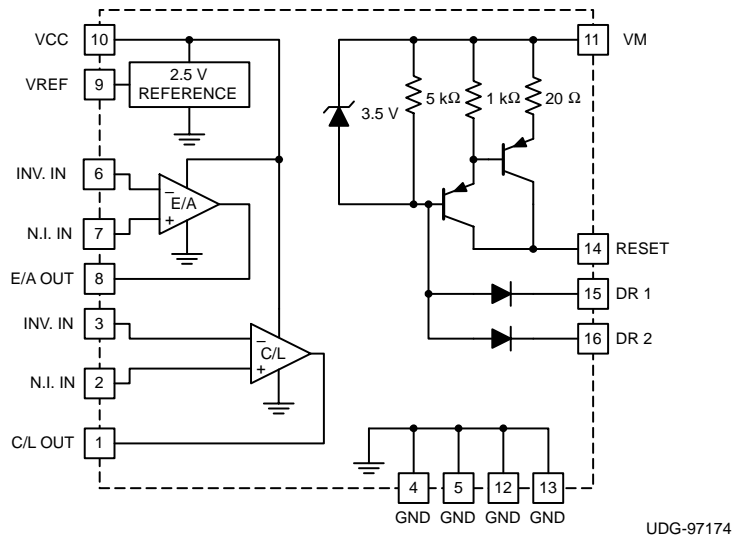 VCC 10
VREF 9
2.5 V
REFERENCE
INV. IN 6
N.I. IN 7
− E/A +
E/A OUT 8
INV. IN 3
N.I. IN 2
− C/L +
C/L OUT 1
11 VM
3.5 V
5 kΩ
1 kΩ
20 Ω
14 RESET
15 DR 1
16 DR 2
4 5 12 13
GND GND GND GND
UDG-97174